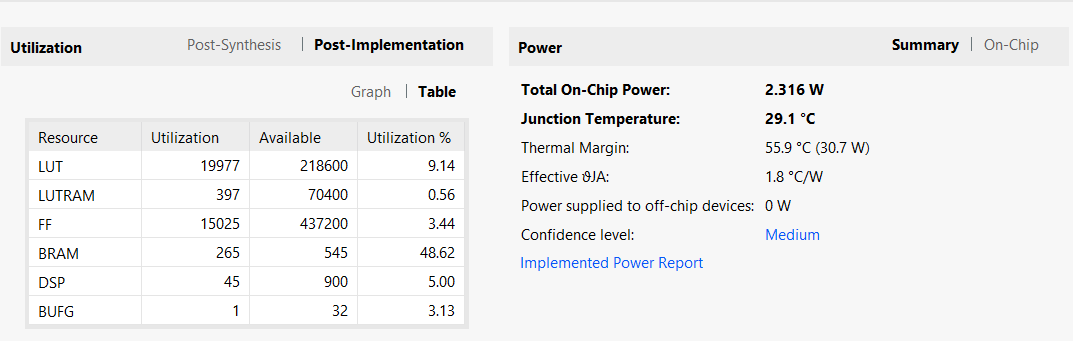 Utilization Post-Synthesis | Post-Implementation
Graph | Table
Resource Utilization Available Utilization %
LUT 19977 218600 9.14
LUTRAM 397 70400 0.56
FF 15025 437200 3.44
BRAM 265 545 48.62
DSP 45 900 5.00
BUFG 1 32 3.13
Power Summary | On-Chip
Total On-Chip Power: 2.316 W
Junction Temperature: 29.1 °C
Thermal Margin: 55.9 °C (30.7 W)
Effective ϑJA: 1.8 °C/W
Power supplied to off-chip devices: 0 W
Confidence level: Medium
Implemented Power Report